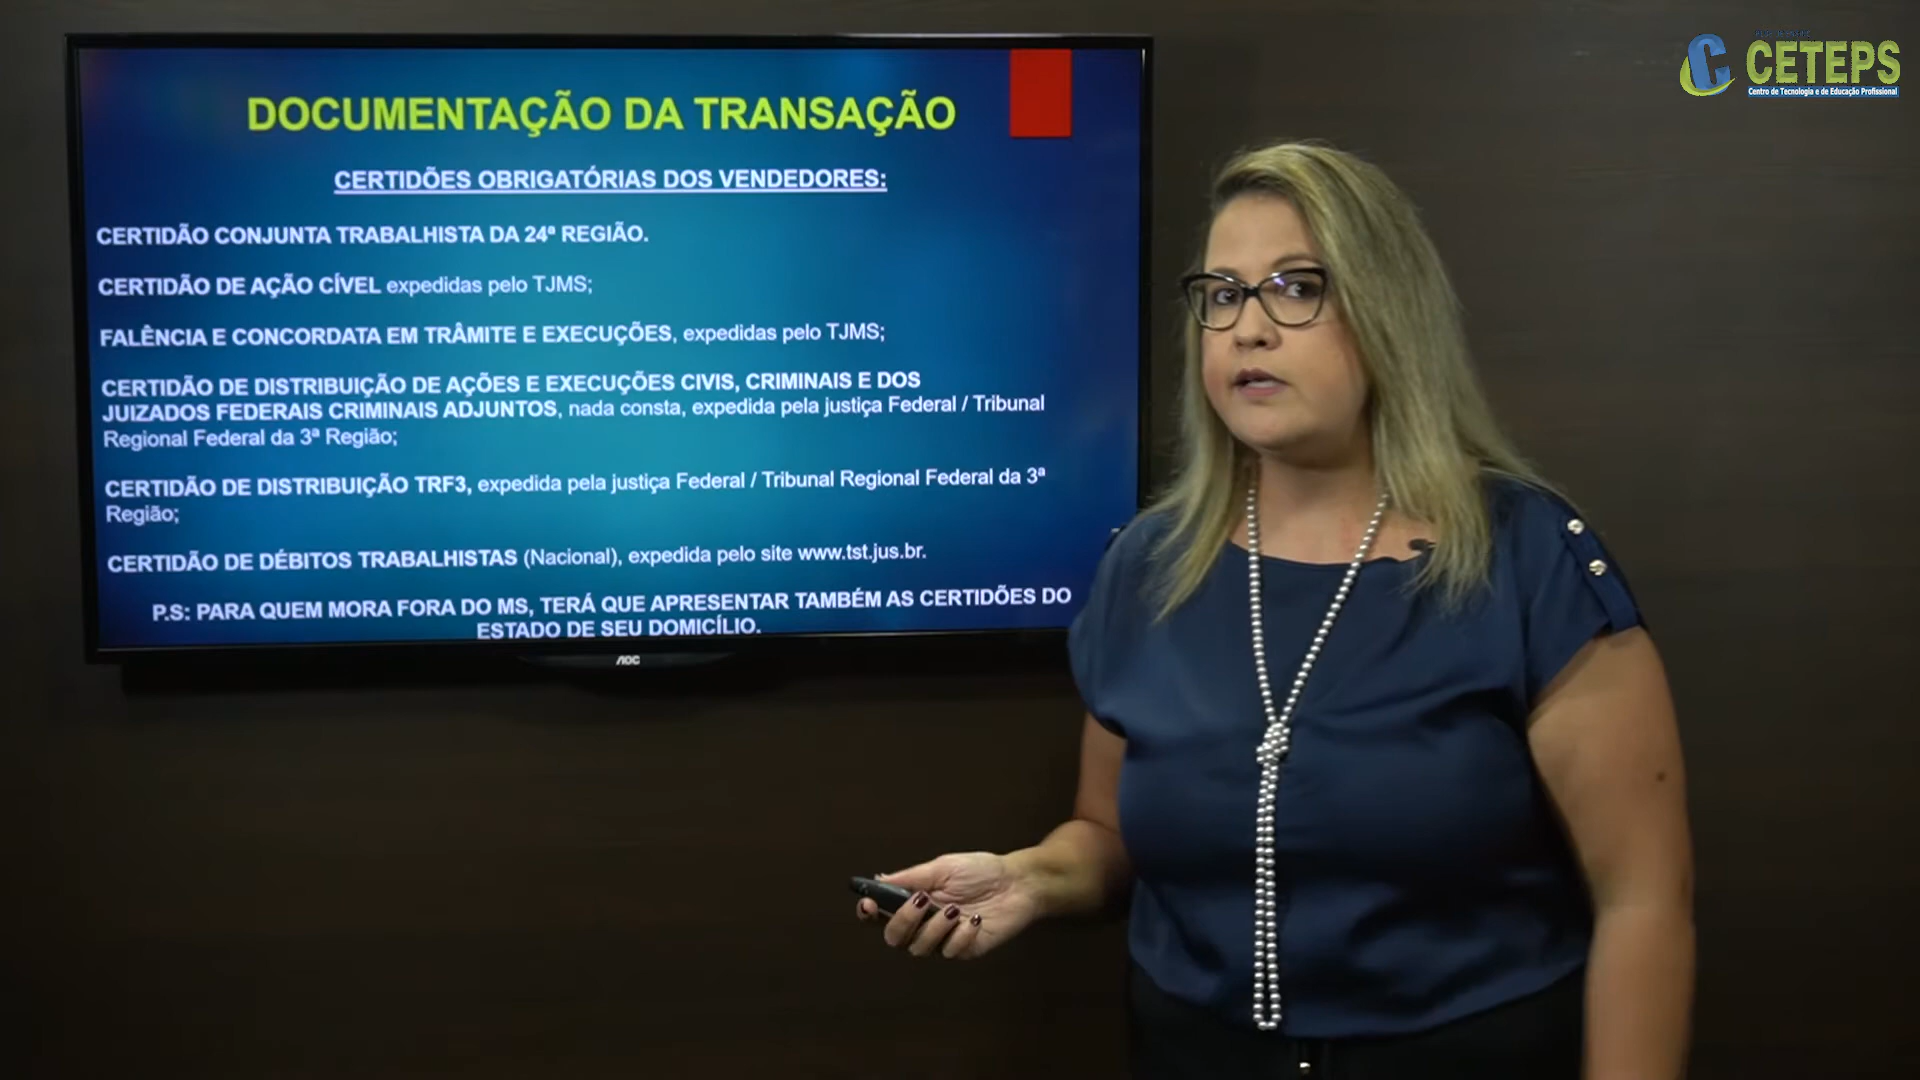 CETEPS
Centro de Tecnologia e de Educação Profissional
DOCUMENTAÇÃO DA TRANSAÇÃO
CERTIDÕES OBRIGATÓRIAS DOS VENDEDORES:
CERTIDÃO CONJUNTA TRABALHISTA DA 24ª REGIÃO.
CERTIDÃO DE AÇÃO CÍVEL expedidas pelo TJMS;
FALÊNCIA E CONCORDATA EM TRÂMITE E EXECUÇÕES, expedidas pelo TJMS;
CERTIDÃO DE DISTRIBUIÇÃO DE AÇÕES E EXECUÇÕES CIVIS, CRIMINAIS E DOS
JUIZADOS FEDERAIS CRIMINAIS ADJUNTOS, nada consta, expedida pela justiça Federal / Tribunal
Regional Federal da 3ª Região;
CERTIDÃO DE DISTRIBUIÇÃO TRF3, expedida pela justiça Federal / Tribunal Regional Federal da 3ª
Região;
CERTIDÃO DE DÉBITOS TRABALHISTAS (Nacional), expedida pelo site www.tst.jus.br.
P.S: PARA QUEM MORA FORA DO MS, TERÁ QUE APRESENTAR TAMBÉM AS CERTIDÕES DO
ESTADO DE SEU DOMICÍLIO.
AOC